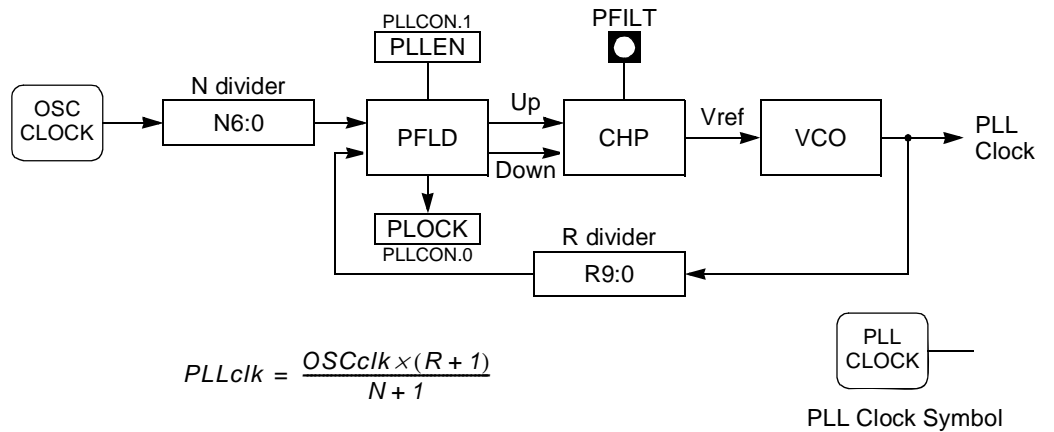 PLLCON.1
PLLEN
PFILT
OSC
CLOCK
N divider
N6:0
PFLD
Up
Down
CHP
Vref
VCO
PLL
Clock
PLOCK
PLLCON.0
R divider
R9:0
PLLclk = OSCclk × (R + 1) / N + 1
PLL
CLOCK
PLL Clock Symbol